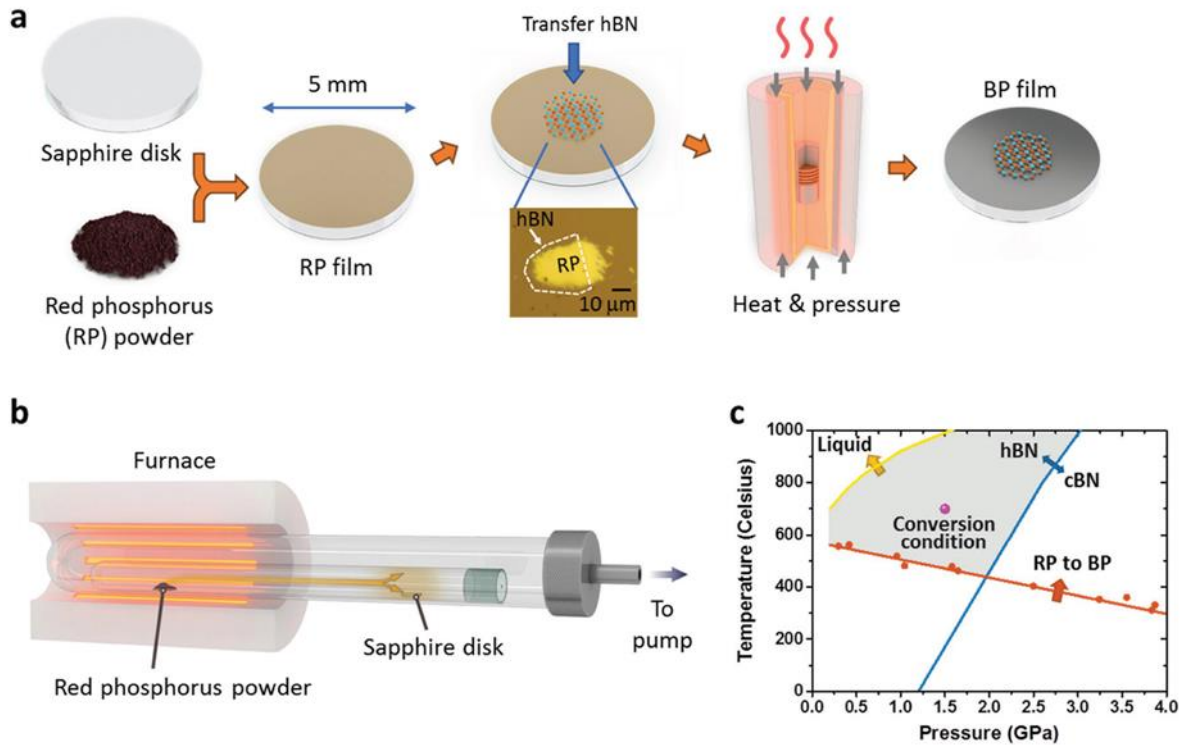 a
Transfer hBN
5 mm
BP film
Sapphire disk
hBN
RP
10 μm
RP film
Heat & pressure
Red phosphorus
(RP) powder
b
Furnace
To
pump
Sapphire disk
Red phosphorus powder
c
1000
800
600
400
200
0
Temperature (Celsius)
Liquid
hBN
cBN
Conversion
condition
RP to BP
0.0
0.5
1.0
1.5
2.0
2.5
3.0
3.5
4.0
Pressure (GPa)